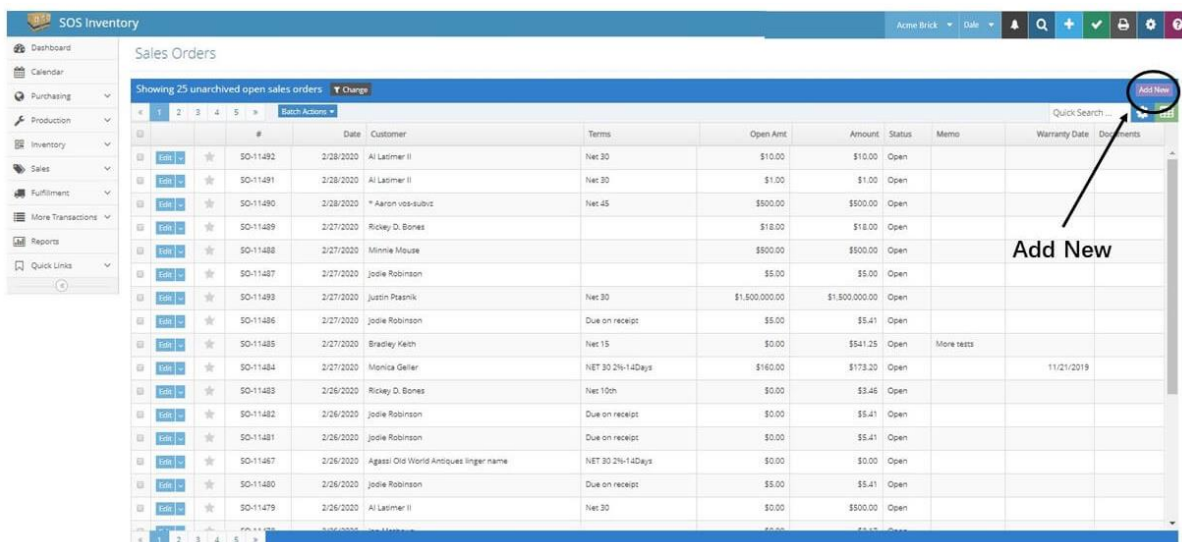 SOS Inventory Acme Brick Dale
Dashboard
Calendar
Purchasing
Production
Inventory
Sales
Fulfillment
More Transactions
Reports
Quick Links
Sales Orders
Showing 25 unarchived open sales orders Change Add New
« 1 2 3 4 5 » Batch Actions Quick Search ...
# Date Customer Terms Open Amt Amount Status Memo Warranty Date Documents
Edit SO-11492 2/28/2020 Al Latimer II Net 30 $10.00 $10.00 Open
Edit SO-11491 2/28/2020 Al Latimer II Net 30 $1.00 $1.00 Open
Edit SO-11490 2/28/2020 * Aaron vos-subvs Net 45 $500.00 $500.00 Open
Edit SO-11489 2/27/2020 Rickey D. Bones $18.00 $18.00 Open
Edit SO-11488 2/27/2020 Minnie Mouse $500.00 $500.00 Open
Add New
Edit SO-11487 2/27/2020 Jodie Robinson $5.00 $5.00 Open
Edit SO-11493 2/27/2020 Justin Ptasnik Net 30 $1,500,000.00 $1,500,000.00 Open
Edit SO-11486 2/27/2020 Jodie Robinson Due on receipt $5.00 $5.41 Open
Edit SO-11485 2/27/2020 Bradley Keith Net 15 $0.00 $541.25 Open More tests
Edit SO-11484 2/27/2020 Monica Geller NET 30 2%-14Days $160.00 $173.20 Open 11/21/2019
Edit SO-11483 2/26/2020 Rickey D. Bones Net 10th $0.00 $3.46 Open
Edit SO-11482 2/26/2020 Jodie Robinson Due on receipt $0.00 $5.41 Open
Edit SO-11481 2/26/2020 Jodie Robinson Due on receipt $0.00 $5.41 Open
Edit SO-11467 2/26/2020 Agassi Old World Antiques linger name NET 30 2%-14Days $0.00 $0.00 Open
Edit SO-11480 2/26/2020 Jodie Robinson Due on receipt $5.00 $5.41 Open
Edit SO-11479 2/26/2020 Al Latimer II Net 30 $0.00 $500.00 Open
« 1 2 3 4 5 »